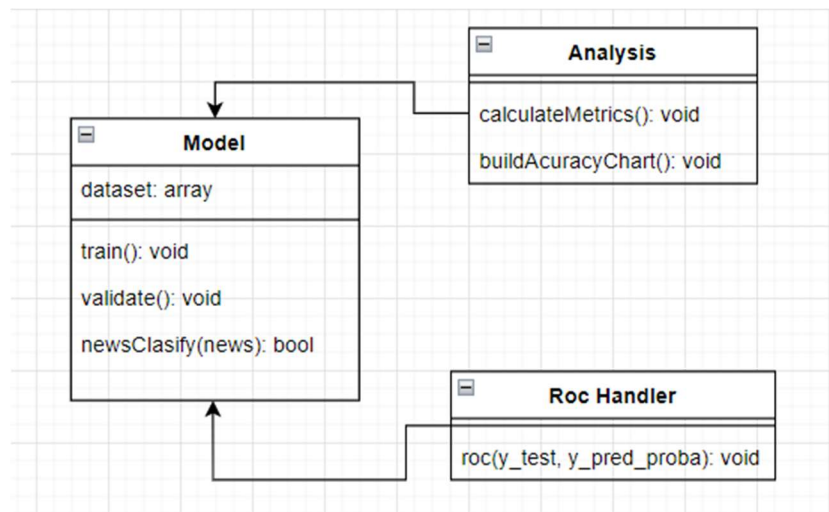 Analysis
calculateMetrics(): void
buildAcuracyChart(): void
Model
dataset: array
train(): void
validate(): void
newsClasify(news): bool
Roc Handler
roc(y_test, y_pred_proba): void